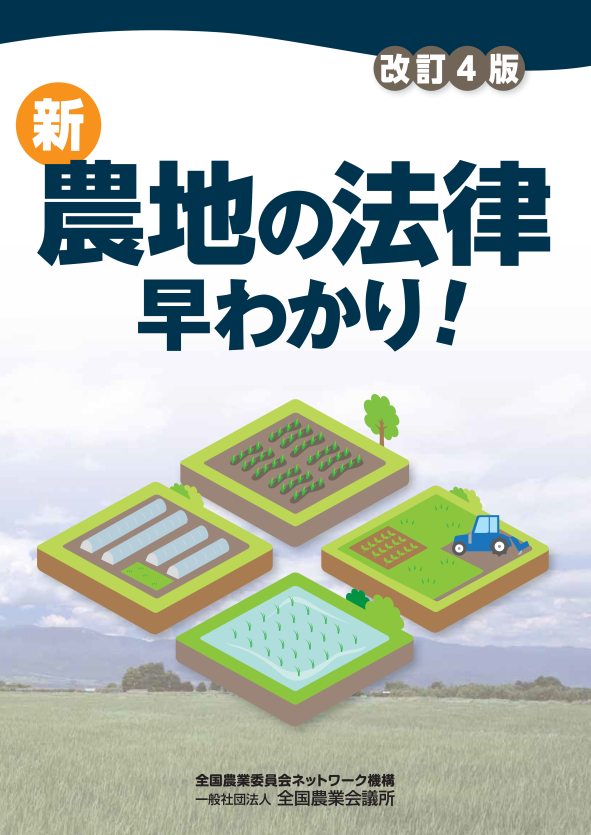 改訂4版
新
農地の法律
早わかり!
全国農業委員会ネットワーク機構
一般社団法人 全国農業会議所